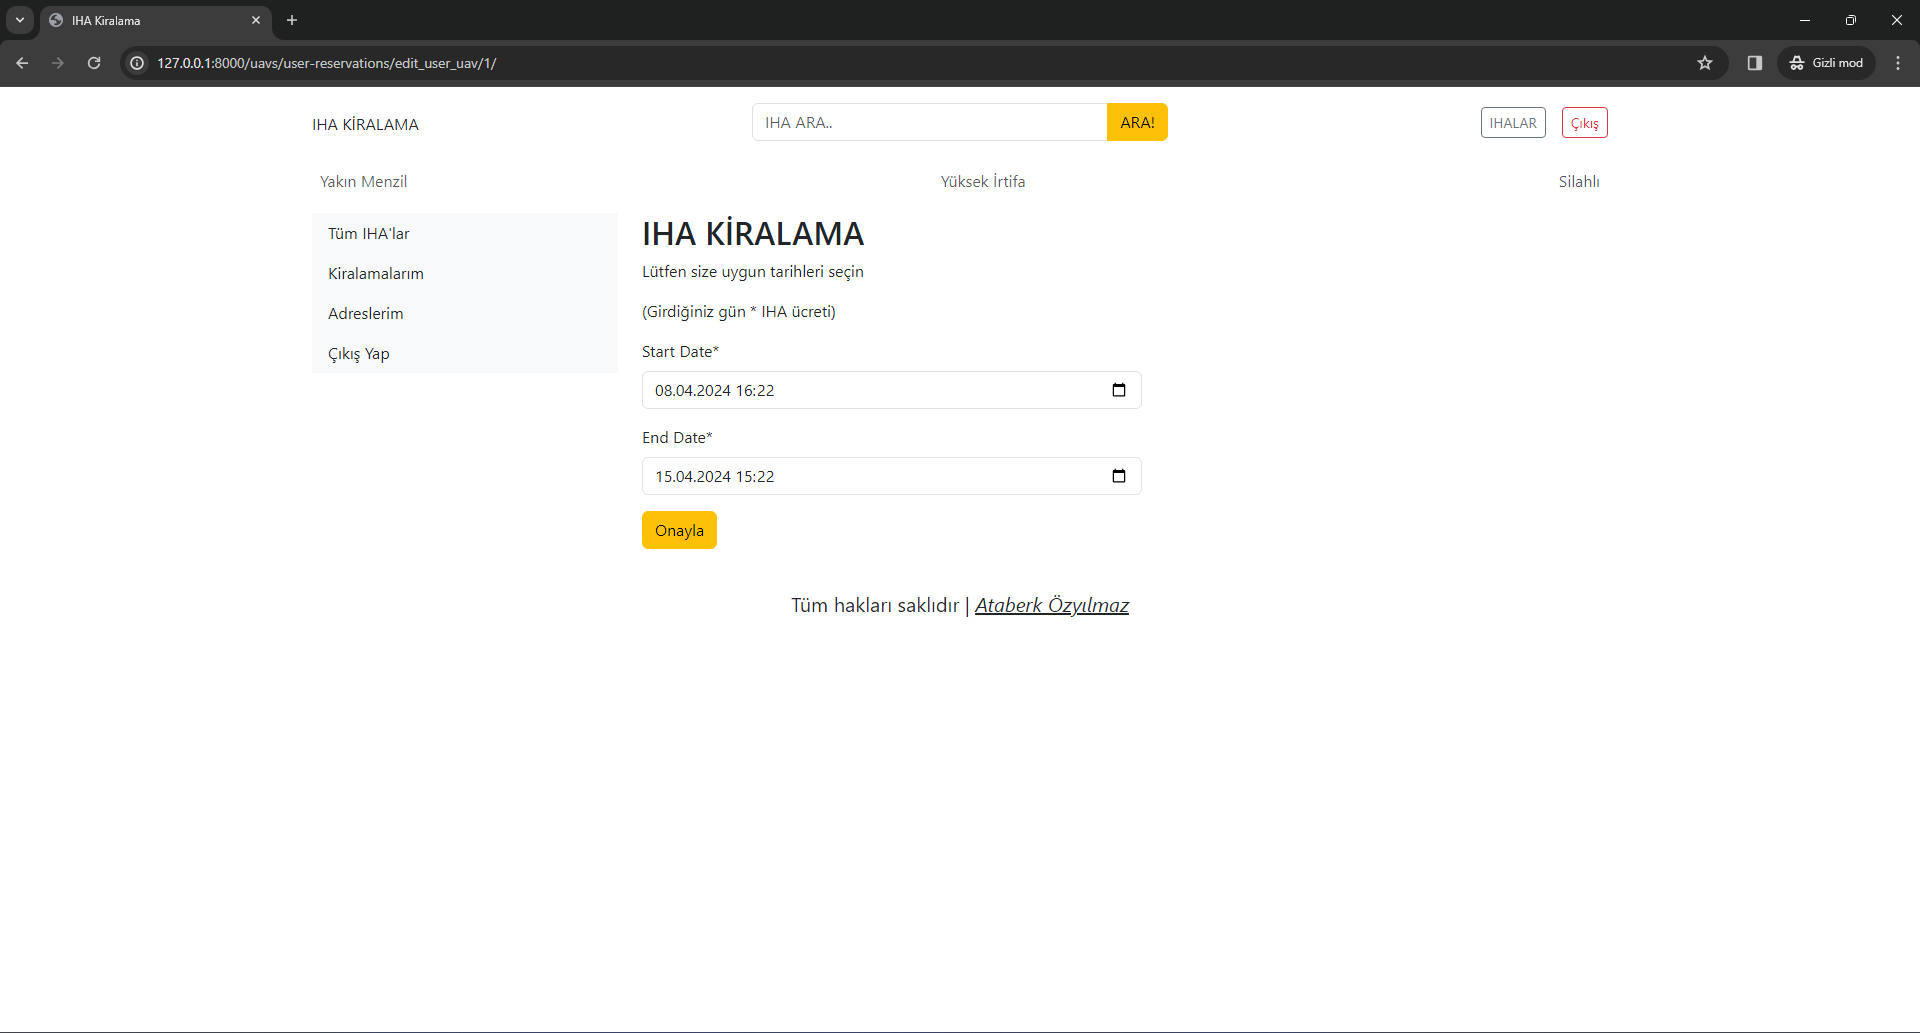 IHA Kiralama
127.0.0.1:8000/uavs/user-reservations/edit_user_uav/1/
Gizli mod
IHA KİRALAMA
IHA ARA..
ARA!
IHALAR
Çıkış
Yakın Menzil
Yüksek İrtifa
Silahlı
Tüm IHA'lar
Kiralamalarım
Adreslerim
Çıkış Yap
IHA KİRALAMA
Lütfen size uygun tarihleri seçin
(Girdiğiniz gün * IHA ücreti)
Start Date*
08.04.2024 16:22
End Date*
15.04.2024 15:22
Onayla
Tüm hakları saklıdır | Ataberk Özyılmaz